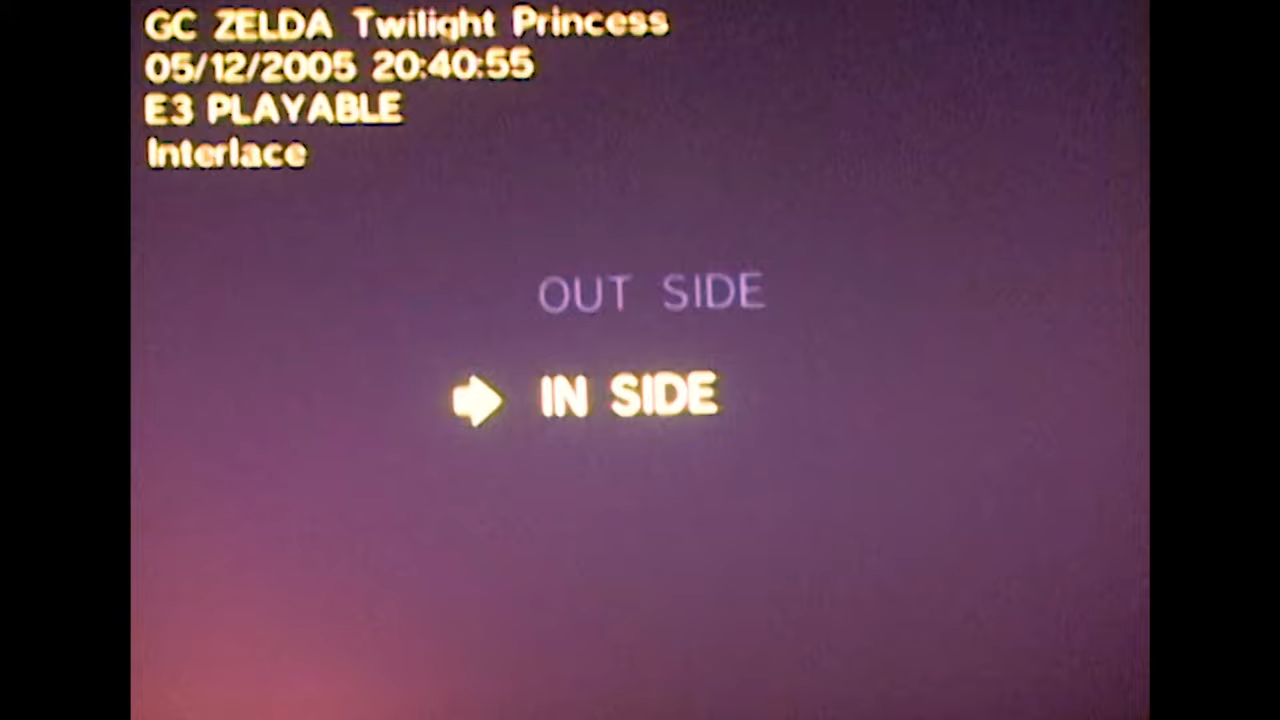 GC ZELDA Twilight Princess
05/12/2005 20:40:55
E3 PLAYABLE
Interlace
OUT SIDE
IN SIDE